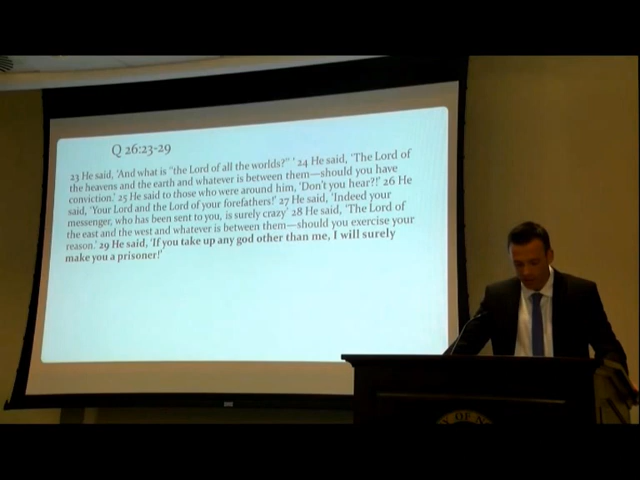 Q 26:23-29
23 He said, 'And what is "the Lord of all the worlds?" ' 24 He said, 'The Lord of
the heavens and the earth and whatever is between them—should you have
conviction.' 25 He said to those who were around him, 'Don't you hear?!' 26 He
said, 'Your Lord and the Lord of your forefathers!' 27 He said, 'Indeed your
messenger, who has been sent to you, is surely crazy' 28 He said, 'The Lord of
the east and the west and whatever is between them—should you exercise your
reason.' 29 He said, 'If you take up any god other than me, I will surely
make you a prisoner!'
OF